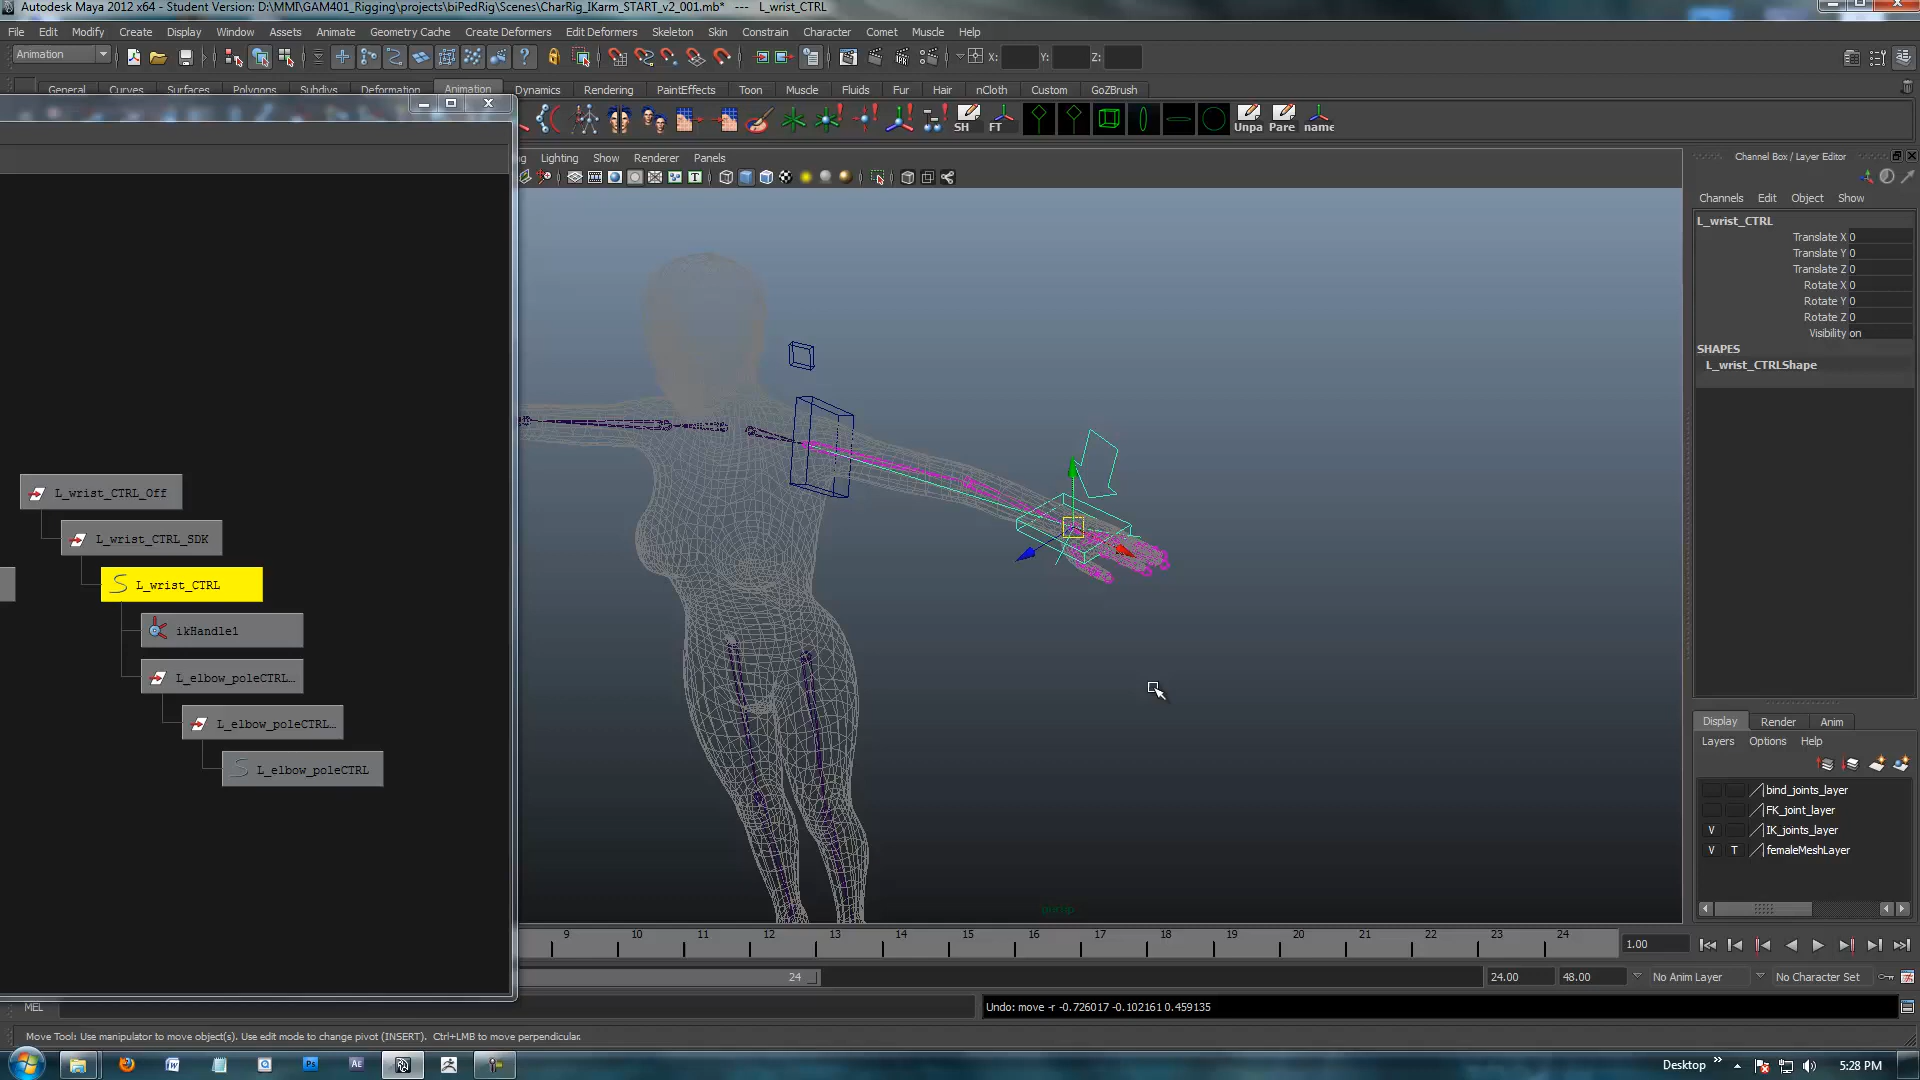 Autodesk Maya 2012 x64 - Student Version: D:\MMI\GAM401_Rigging\projects\biPedRig\Scenes\CharRig_IKarm_START_v2_001.mb* --- L_wrist_CTRL
File Edit Modify Create Display Window Assets Animate Geometry Cache Create Deformers Edit Deformers Skeleton Skin Constrain Character Comet Muscle Help
Animation X: Y: Z:
General Curves Surfaces Polygons Subdivs Deformation Animation Dynamics Rendering PaintEffects Toon Muscle Fluids Fur Hair nCloth Custom GoZBrush
SH FT Unpa Pare name
Lighting Show Renderer Panels
Channel Box / Layer Editor
Channels Edit Object Show
L_wrist_CTRL
Translate X 0
Translate Y 0
Translate Z 0
Rotate X 0
Rotate Y 0
Rotate Z 0
Visibility on
SHAPES
L_wrist_CTRLShape
L_wrist_CTRL_Off
L_wrist_CTRL_SDK
L_wrist_CTRL
ikHandle1
L_elbow_poleCTRL...
L_elbow_poleCTRL...
L_elbow_poleCTRL
persp
Display Render Anim
Layers Options Help
bind_joints_layer
FK_joint_layer
V IK_joints_layer
V T femaleMeshLayer
9 10 11 12 13 14 15 16 17 18 19 20 21 22 23 24 1.00
24 24.00 48.00 No Anim Layer No Character Set
MEL Undo: move -r -0.726017 -0.102161 0.459135
Move Tool: Use manipulator to move object(s). Use edit mode to change pivot (INSERT). Ctrl+LMB to move perpendicular.
Desktop 5:28 PM